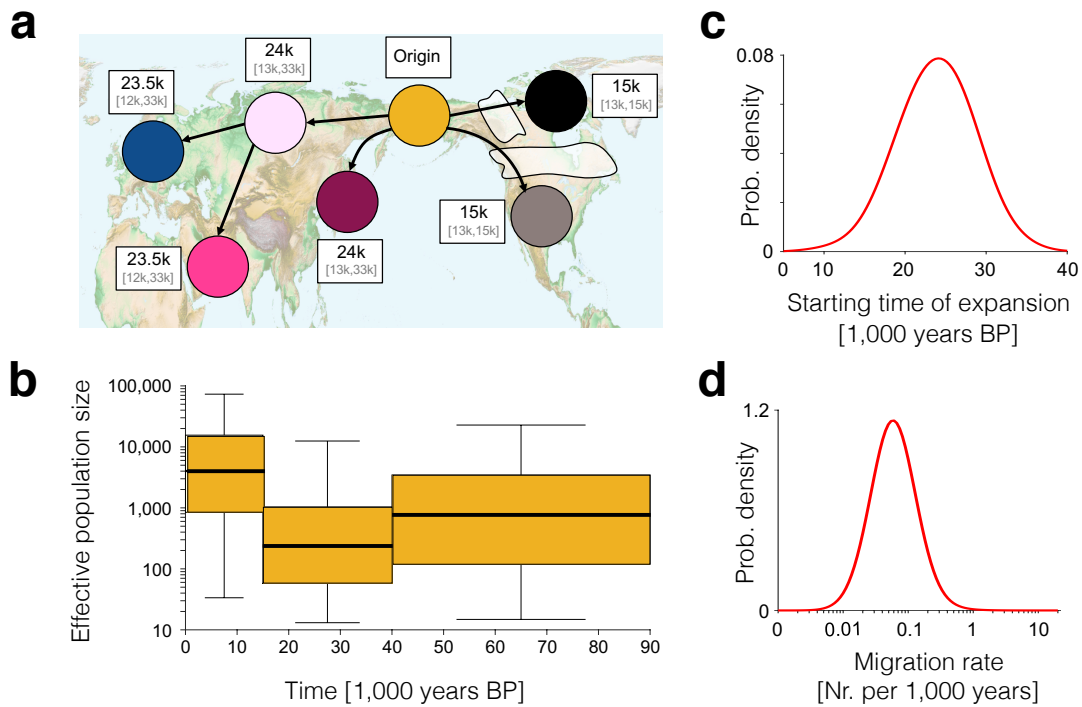 a
24k
[13k,33k]
Origin
23.5k
[12k,33k]
15k
[13k,15k]
15k
[13k,15k]
24k
[13k,33k]
23.5k
[12k,33k]
b
Effective population size
100,000
10,000
1,000
100
10
0 10 20 30 40 50 60 70 80 90
Time [1,000 years BP]
c
Prob. density
0.08
0
0 10 20 30 40
Starting time of expansion
[1,000 years BP]
d
Prob. density
1.2
0
0 0.01 0.1 1 10
Migration rate
[Nr. per 1,000 years]